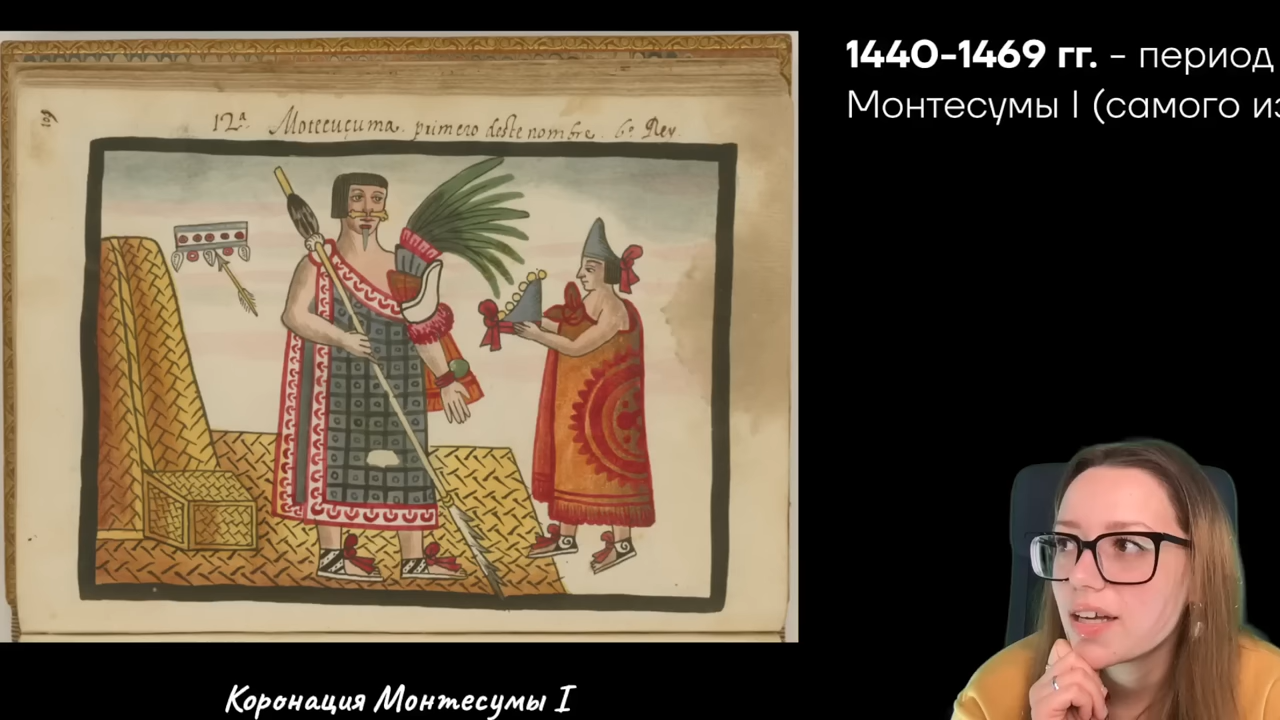 1440-1469 гг. – период
Монтесумы I (самого из
12ª Motecuçuma. primero deste nombre. 6º Rey.
Коронация Монтесумы I